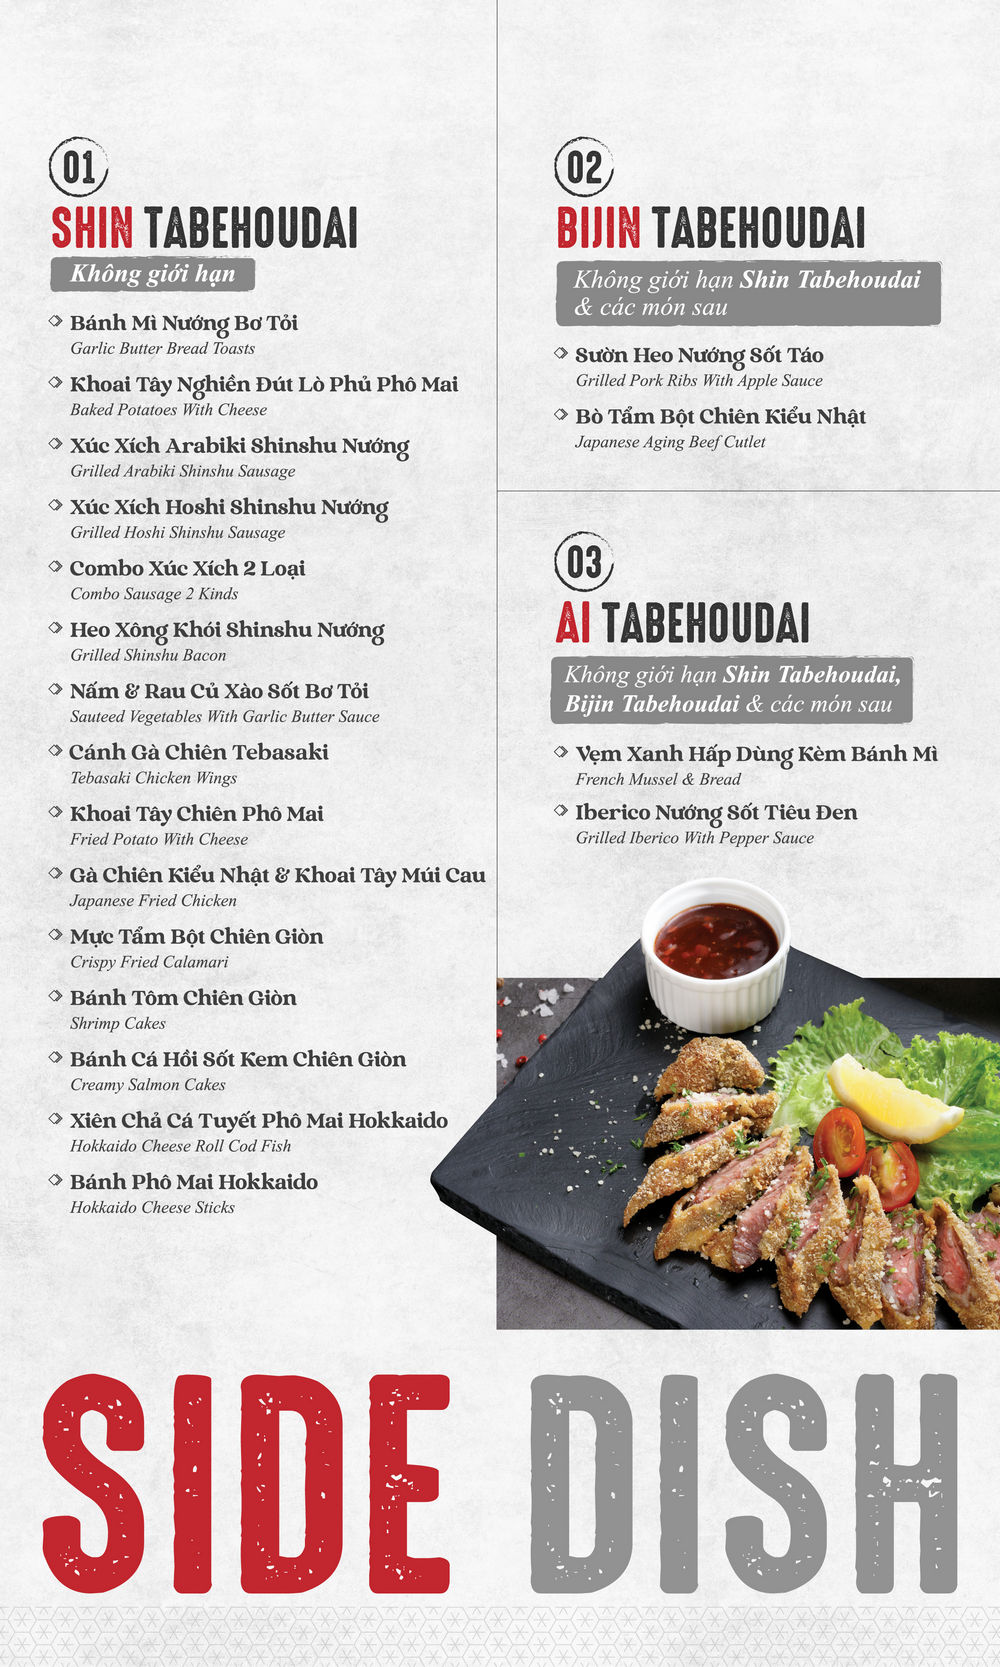 01
SHIN TABEHOUDAI
Không giới hạn
Bánh Mì Nướng Bơ Tỏi
Garlic Butter Bread Toasts
Khoai Tây Nghiền Đút Lò Phủ Phô Mai
Baked Potatoes With Cheese
Xúc Xích Arabiki Shinshu Nướng
Grilled Arabiki Shinshu Sausage
Xúc Xích Hoshi Shinshu Nướng
Grilled Hoshi Shinshu Sausage
Combo Xúc Xích 2 Loại
Combo Sausage 2 Kinds
Heo Xông Khói Shinshu Nướng
Grilled Shinshu Bacon
Nấm & Rau Củ Xào Sốt Bơ Tỏi
Sauteed Vegetables With Garlic Butter Sauce
Cánh Gà Chiên Tebasaki
Tebasaki Chicken Wings
Khoai Tây Chiên Phô Mai
Fried Potato With Cheese
Gà Chiên Kiểu Nhật & Khoai Tây Múi Cau
Japanese Fried Chicken
Mực Tẩm Bột Chiên Giòn
Crispy Fried Calamari
Bánh Tôm Chiên Giòn
Shrimp Cakes
Bánh Cá Hồi Sốt Kem Chiên Giòn
Creamy Salmon Cakes
Xiên Chả Cá Tuyết Phô Mai Hokkaido
Hokkaido Cheese Roll Cod Fish
Bánh Phô Mai Hokkaido
Hokkaido Cheese Sticks
02
BIJIN TABEHOUDAI
Không giới hạn Shin Tabehoudai
& các món sau
Sườn Heo Nướng Sốt Táo
Grilled Pork Ribs With Apple Sauce
Bò Tẩm Bột Chiên Kiểu Nhật
Japanese Aging Beef Cutlet
03
AI TABEHOUDAI
Không giới hạn Shin Tabehoudai,
Bijin Tabehoudai & các món sau
Vẹm Xanh Hấp Dùng Kèm Bánh Mì
French Mussel & Bread
Iberico Nướng Sốt Tiêu Đen
Grilled Iberico With Pepper Sauce
SIDE DISH